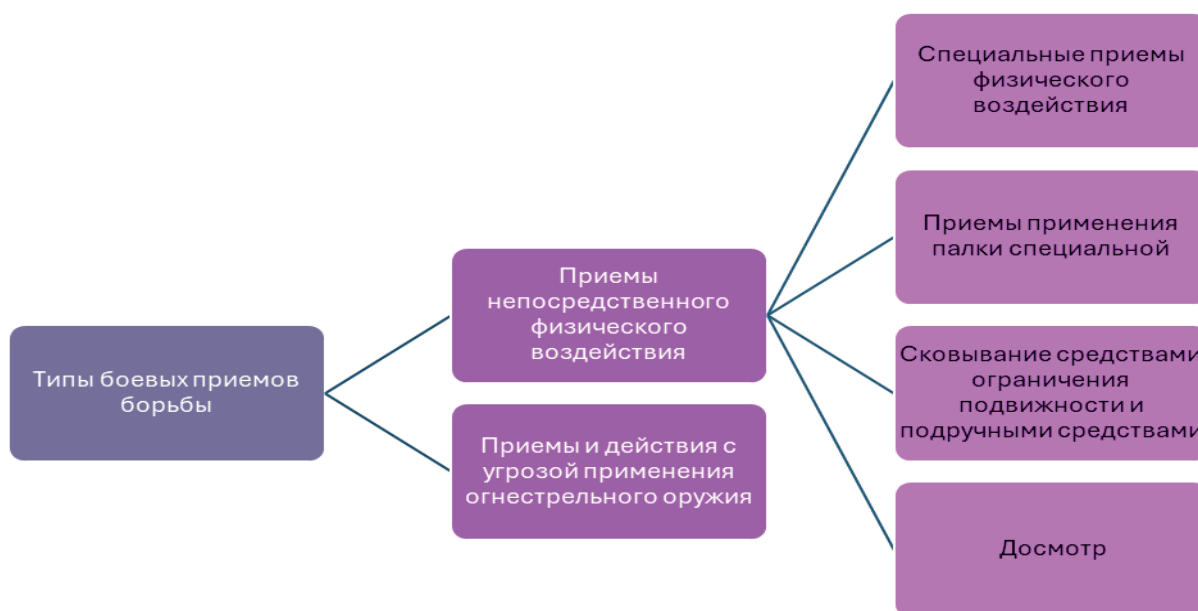 Типы боевых приемов
борьбы
Приемы
непосредственного
физического
воздействия
Приемы и действия с
угрозой применения
огнестрельного оружия
Специальные приемы
физического
воздействия
Приемы применения
палки специальной
Сковывание средствами
ограничения
подвижности и
подручными средствами
Досмотр